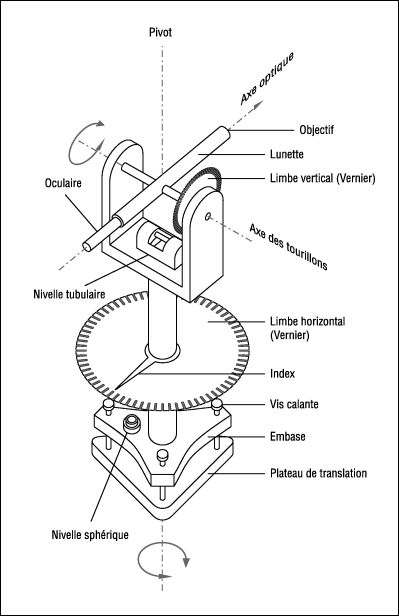 Pivot
Axe optique
Objectif
Lunette
Limbe vertical (Vernier)
Oculaire
Axe des tourillons
Nivelle tubulaire
Limbe horizontal
(Vernier)
Index
Vis calante
Embase
Plateau de translation
Nivelle sphérique